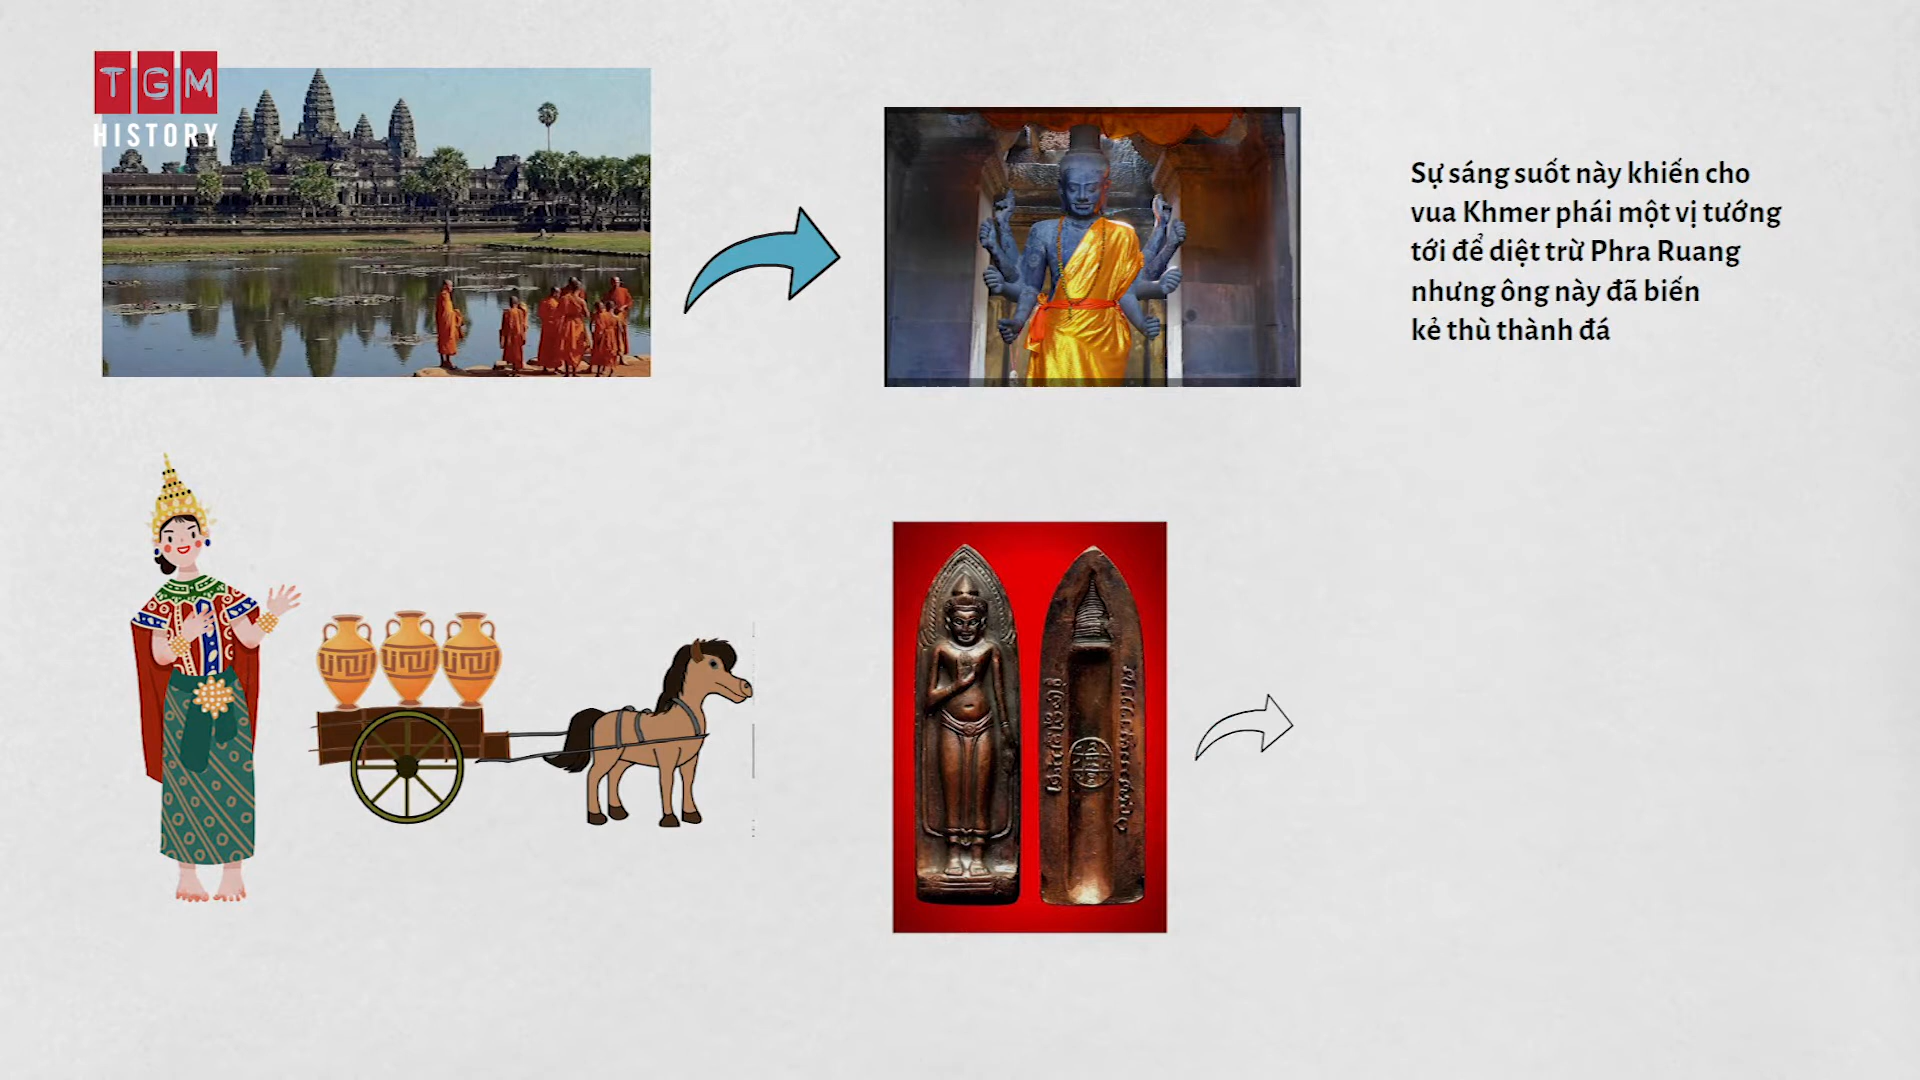 TGM
HISTORY
Sự sáng suốt này khiến cho
vua Khmer phái một vị tướng
tới để diệt trừ Phra Ruang
nhưng ông này đã biến
kẻ thù thành đá